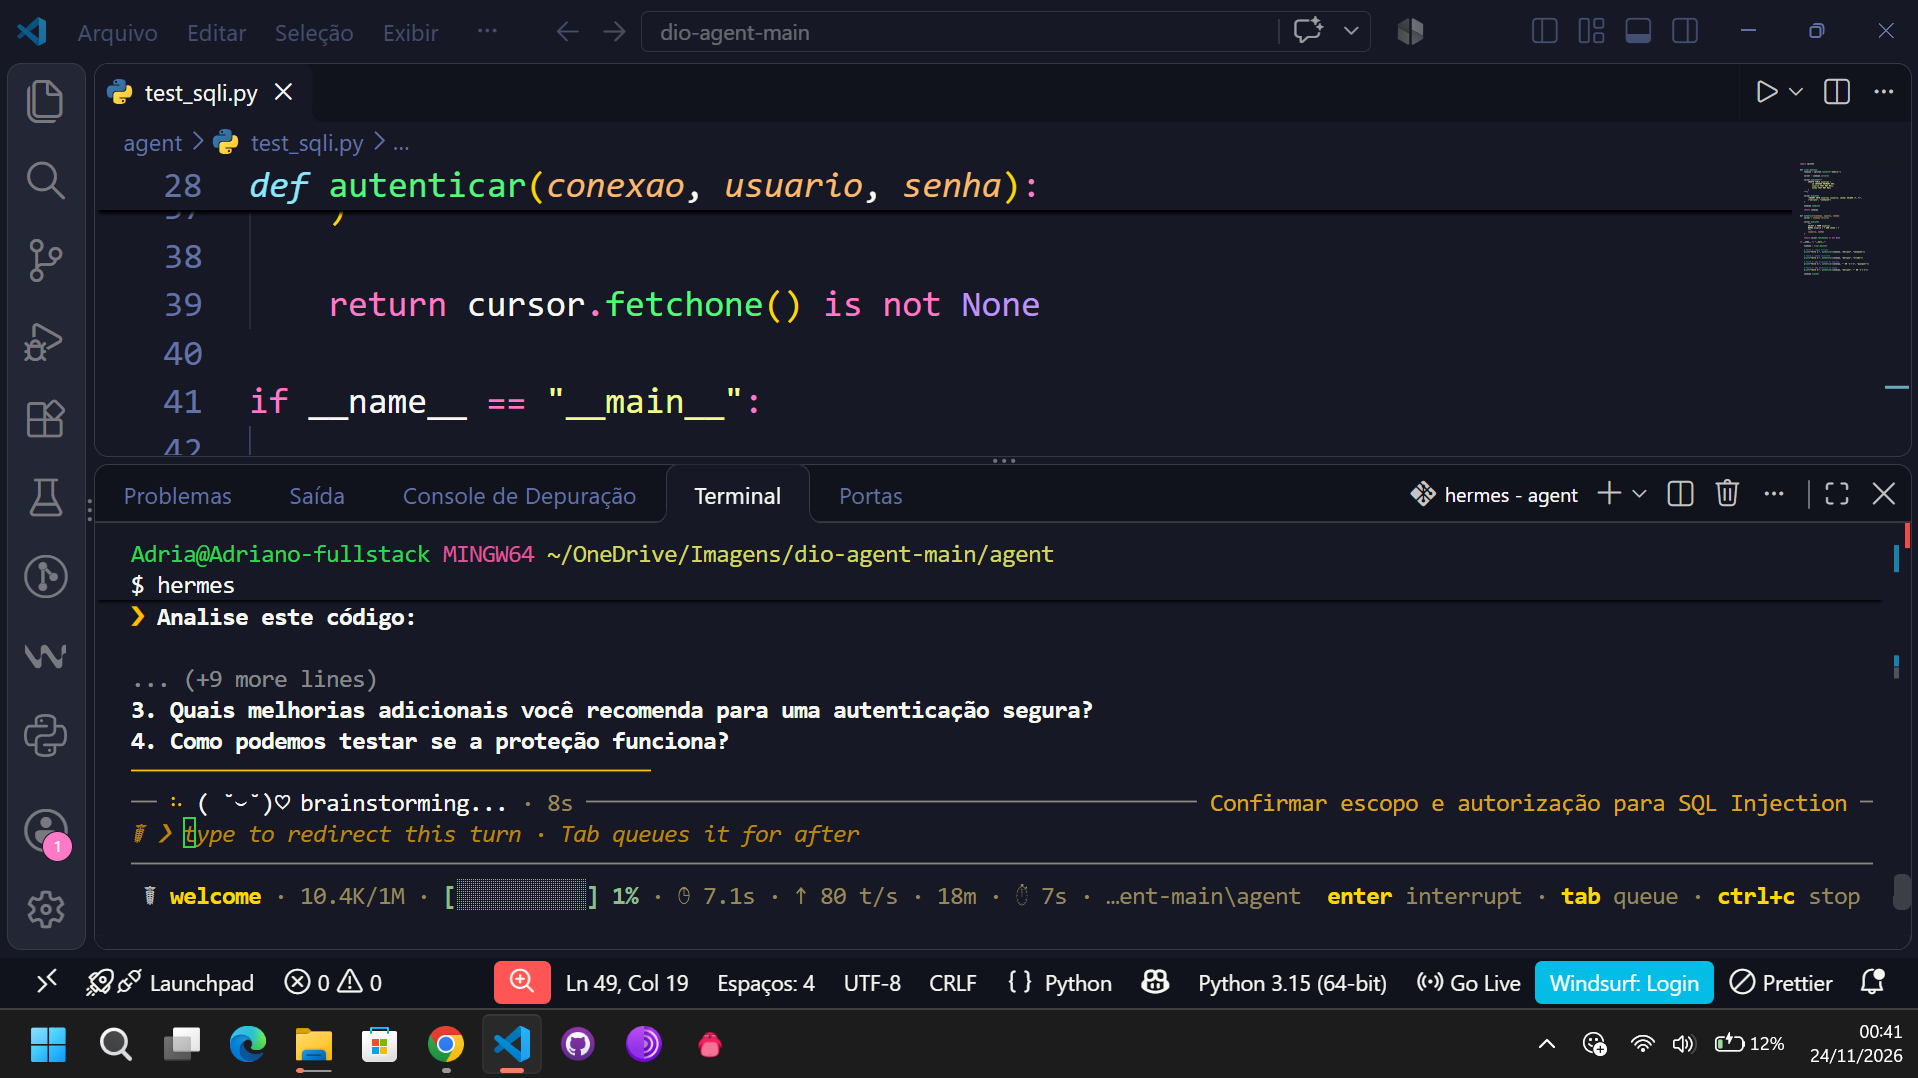 Arquivo Editar Seleção Exibir ··· dio-agent-main
test_sqli.py
agent > test_sqli.py > ...
28 def autenticar(conexao, usuario, senha):
37 )
38
39 return cursor.fetchone() is not None
40
41 if __name__ == "__main__":
42
Problemas Saída Console de Depuração Terminal Portas hermes - agent
Adria@Adriano-fullstack MINGW64 ~/OneDrive/Imagens/dio-agent-main/agent
$ hermes
❯ Analise este código:
... (+9 more lines)
3. Quais melhorias adicionais você recomenda para uma autenticação segura?
4. Como podemos testar se a proteção funciona?
( ˘⌣˘)♡ brainstorming... · 8s Confirmar escopo e autorização para SQL Injection
❯ type to redirect this turn · Tab queues it for after
welcome · 10.4K/1M · [ ] 1% · 7.1s · ↑ 80 t/s · 18m · 7s · …ent-main\agent enter interrupt · tab queue · ctrl+c stop
1
Launchpad 0 0 Ln 49, Col 19 Espaços: 4 UTF-8 CRLF {} Python Python 3.15 (64-bit) Go Live Windsurf: Login Prettier
12% 00:41
24/11/2026